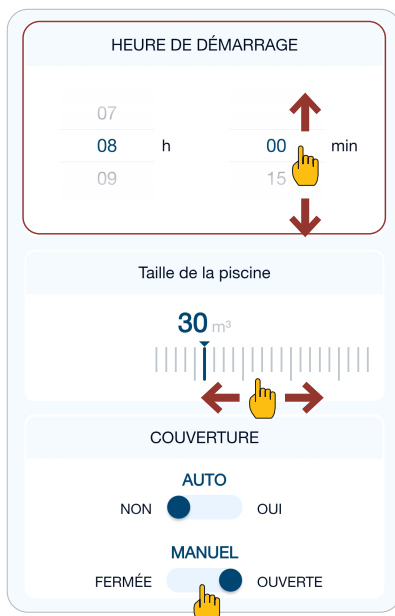 HEURE DE DÉMARRAGE
07
08 h 00 min
09 15
Taille de la piscine
30 m³
COUVERTURE
AUTO
NON OUI
MANUEL
FERMÉE OUVERTE